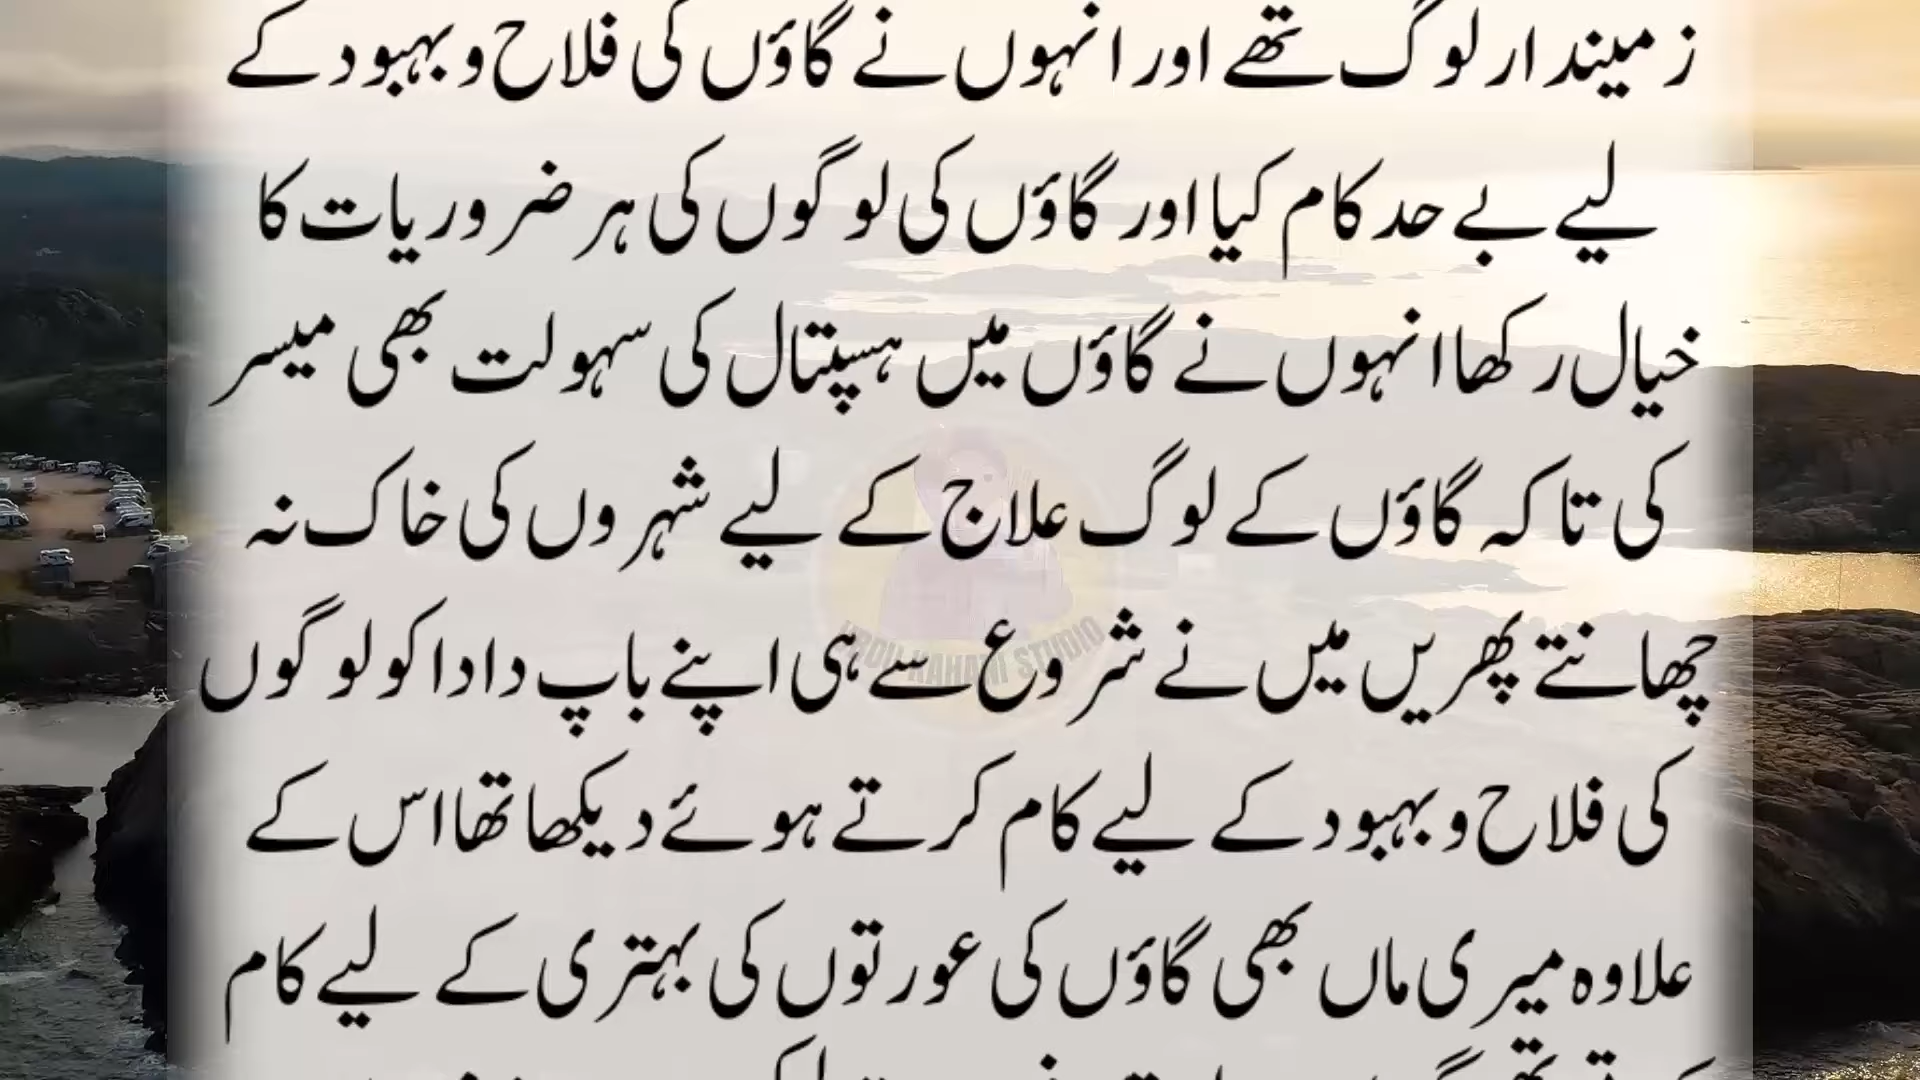 زمیندار لوگ تھے اور انہوں نے گاؤں کی فلاح و بہبود کے
لیے بے حد کام کیا اور گاؤں کی لوگوں کی ہر ضروریات کا
خیال رکھا انہوں نے گاؤں میں ہسپتال کی سہولت بھی میسر
کی تاکہ گاؤں کے لوگ علاج کے لیے شہروں کی خاک نہ
چھانتے پھریں میں نے شروع سے ہی اپنے باپ دادا کو لوگوں
URDU KAHANI STUDIO
کی فلاح و بہبود کے لیے کام کرتے ہوئے دیکھا تھا اس کے
علاوہ میری ماں بھی گاؤں کی عورتوں کی بہتری کے لیے کام